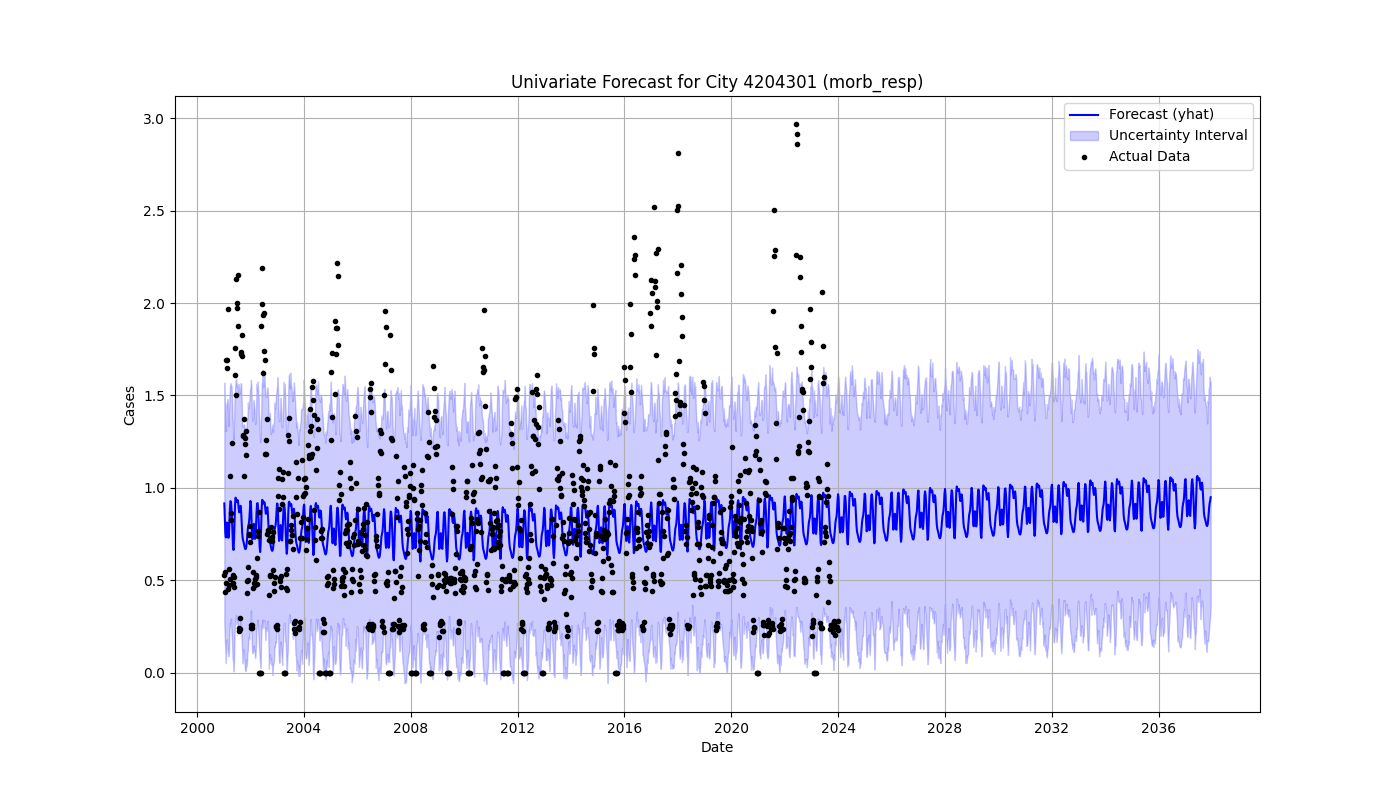 Univariate Forecast for City 4204301 (morb_resp)
Forecast (yhat)
Uncertainty Interval
Actual Data
Cases
3.0
2.5
2.0
1.5
1.0
0.5
0.0
2000 2004 2008 2012 2016 2020 2024 2028 2032 2036
Date